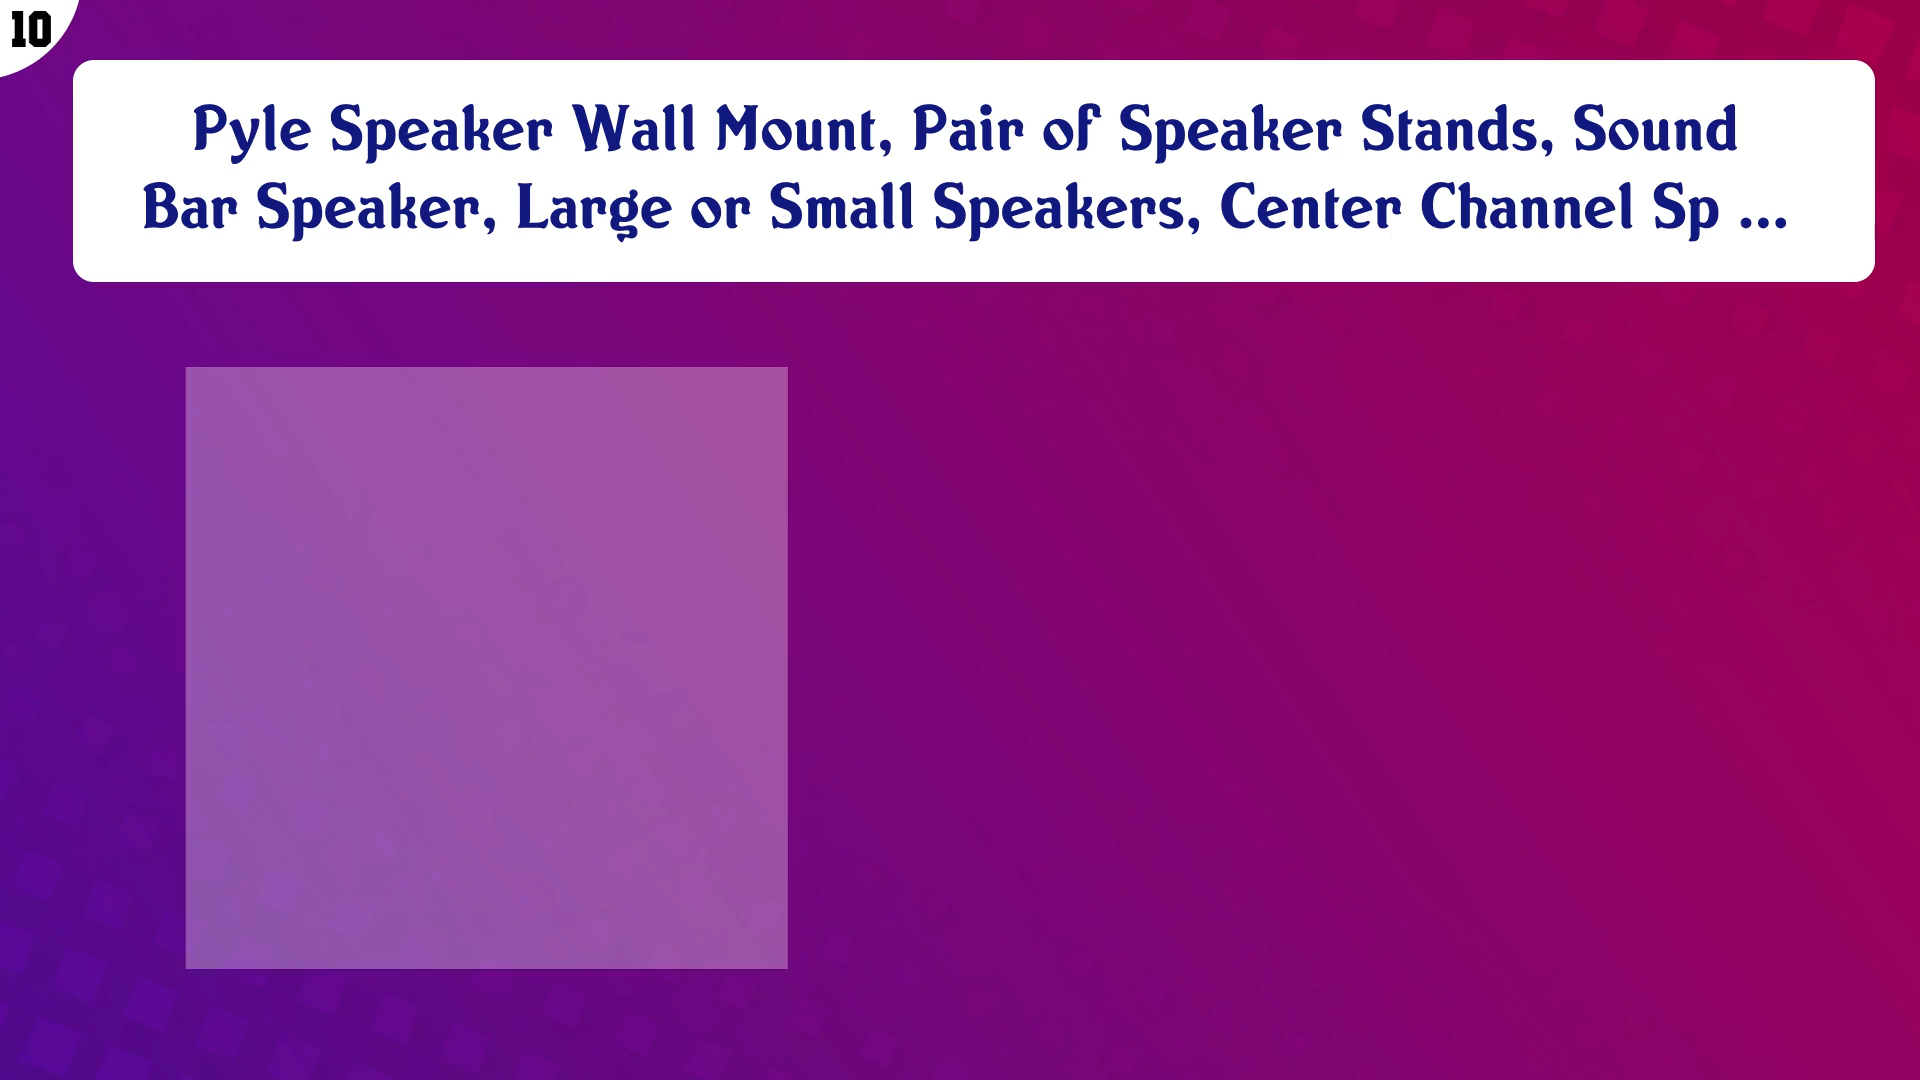 10
Pyle Speaker Wall Mount, Pair of Speaker Stands, Sound
Bar Speaker, Large or Small Speakers, Center Channel Sp ...